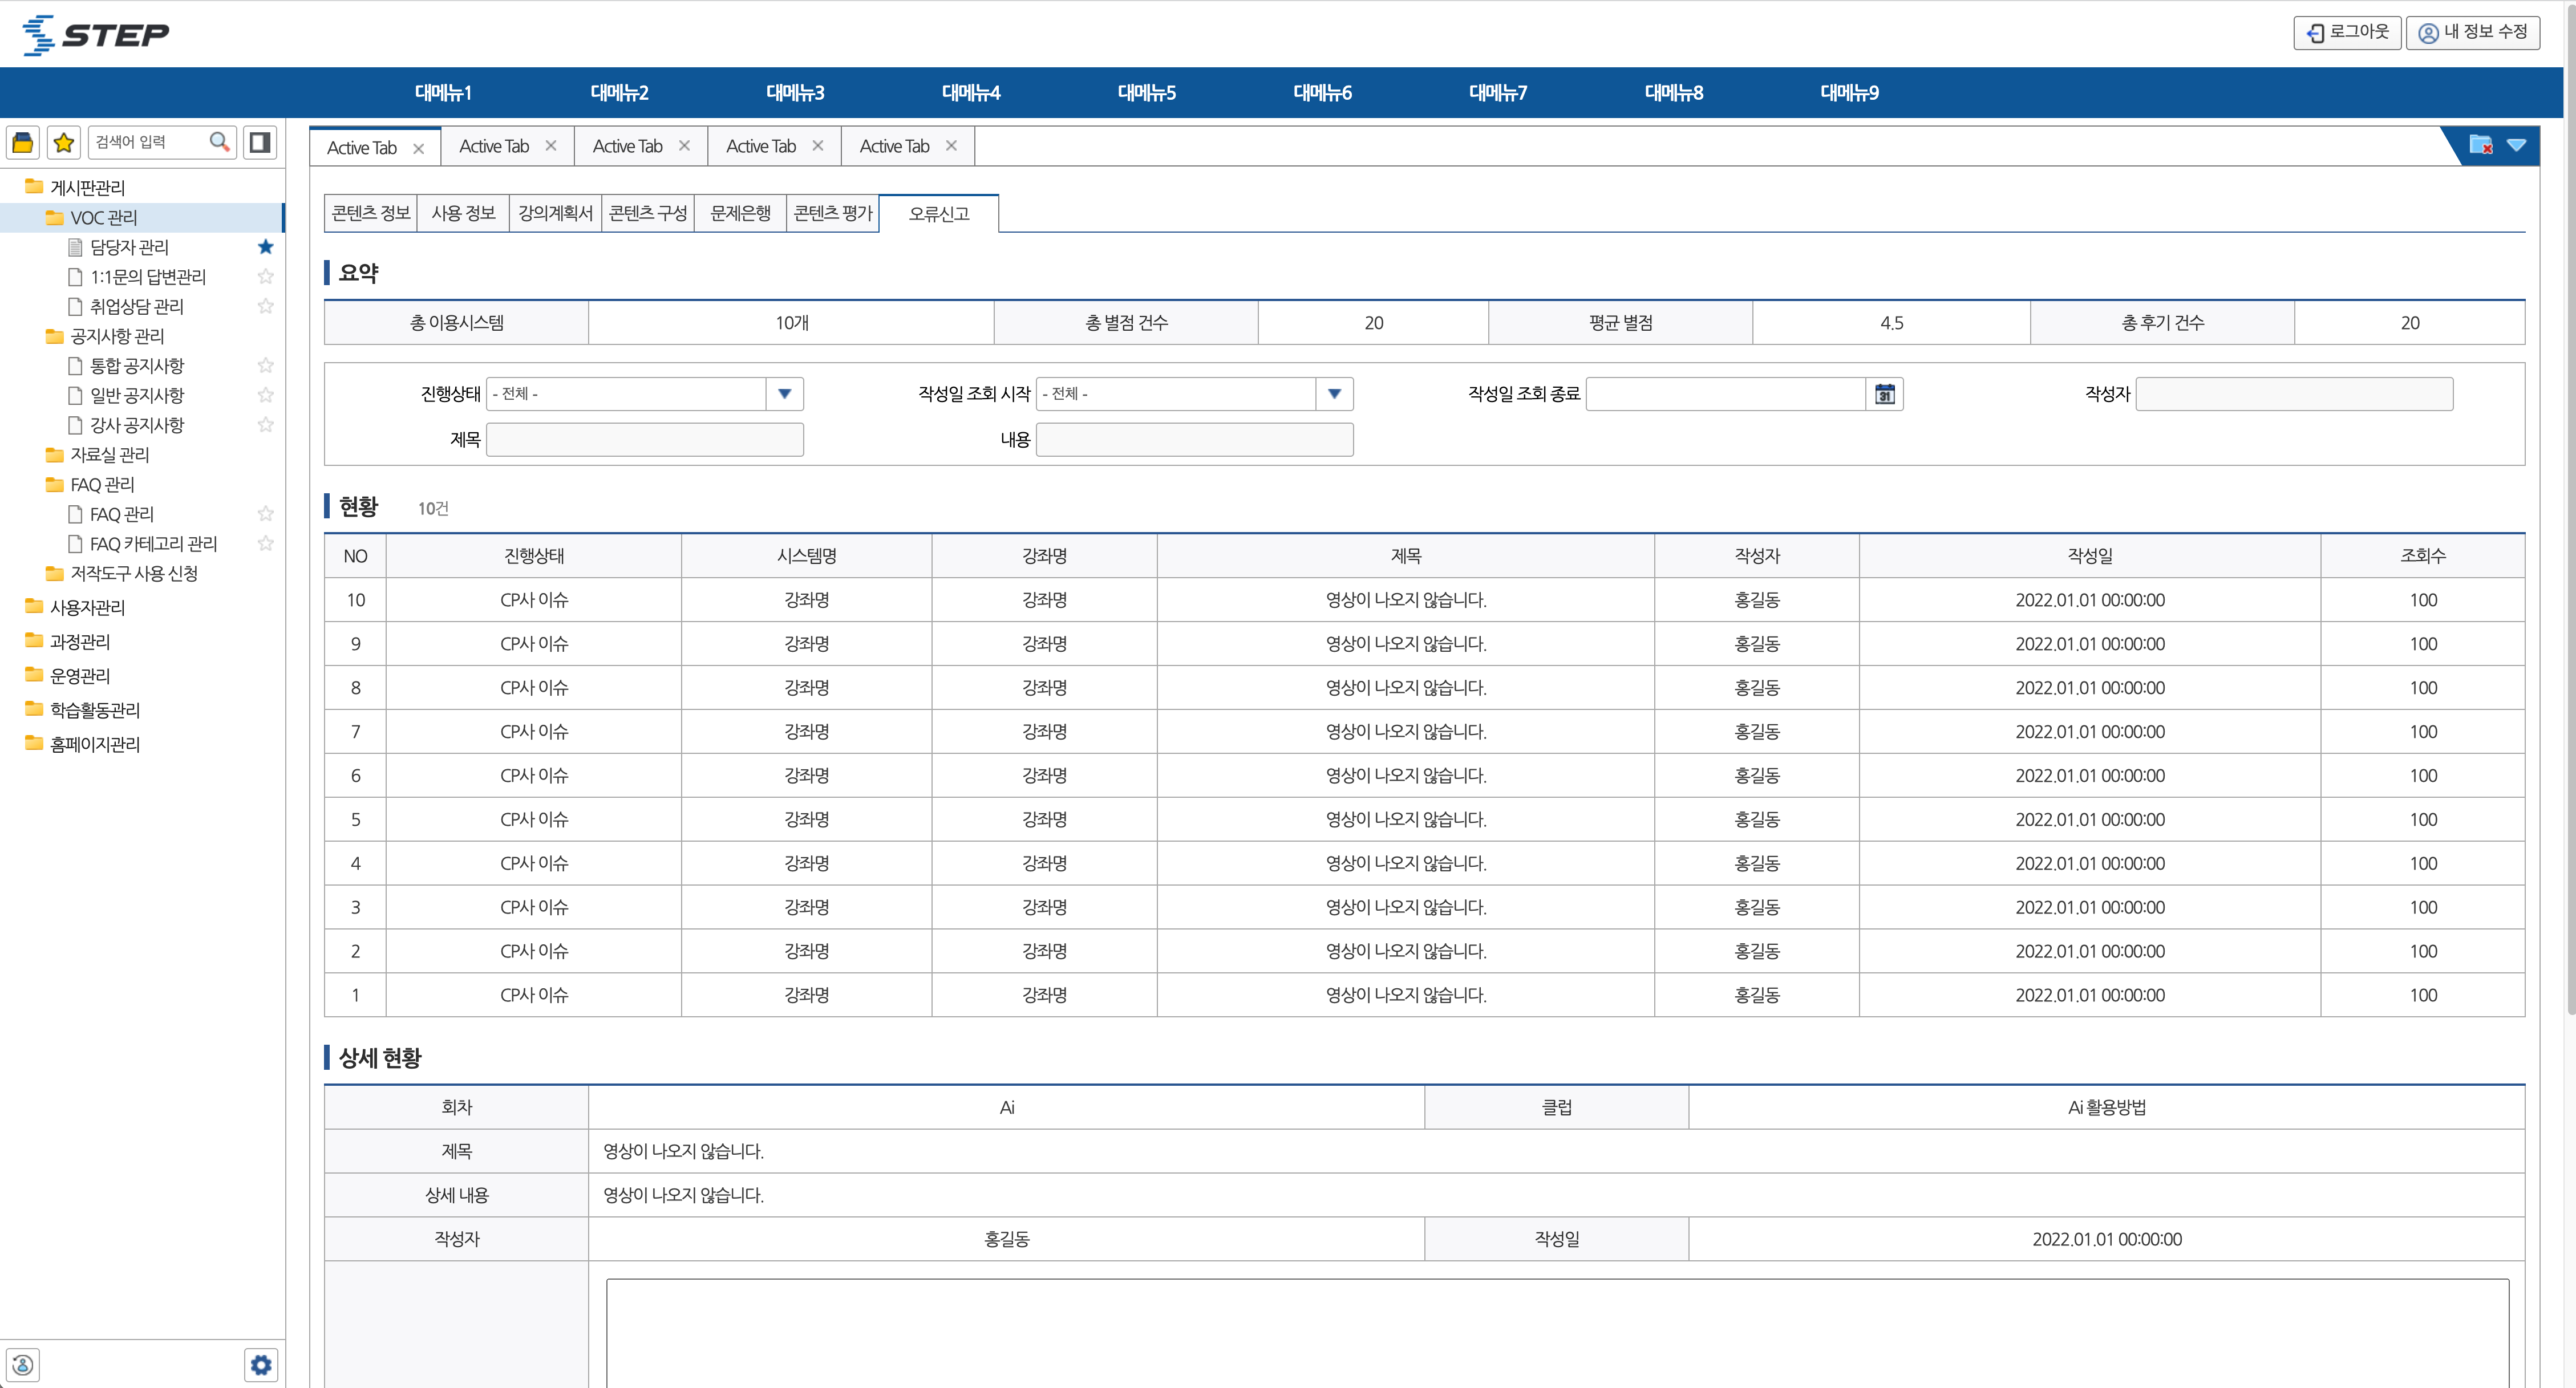 STEP
로그아웃 내 정보 수정
대메뉴1 대메뉴2 대메뉴3 대메뉴4 대메뉴5 대메뉴6 대메뉴7 대메뉴8 대메뉴9
검색어 입력
게시판관리
VOC 관리
담당자 관리
1:1문의 답변관리
취업상담 관리
공지사항 관리
통합 공지사항
일반 공지사항
강사 공지사항
자료실 관리
FAQ 관리
FAQ 관리
FAQ 카테고리 관리
저작도구 사용 신청
사용자관리
과정관리
운영관리
학습활동관리
홈페이지관리
Active Tab Active Tab Active Tab Active Tab Active Tab
콘텐츠 정보 사용 정보 강의계획서 콘텐츠 구성 문제은행 콘텐츠 평가 오류신고
요약
총 이용시스템 10개 총 별점 건수 20 평균 별점 4.5 총 후기 건수 20
진행상태 - 전체 - 작성일 조회 시작 - 전체 - 작성일 조회 종료 31 작성자
제목 내용
현황 10건
NO 진행상태 시스템명 강좌명 제목 작성자 작성일 조회수
10 CP사 이슈 강좌명 강좌명 영상이 나오지 않습니다. 홍길동 2022.01.01 00:00:00 100
9 CP사 이슈 강좌명 강좌명 영상이 나오지 않습니다. 홍길동 2022.01.01 00:00:00 100
8 CP사 이슈 강좌명 강좌명 영상이 나오지 않습니다. 홍길동 2022.01.01 00:00:00 100
7 CP사 이슈 강좌명 강좌명 영상이 나오지 않습니다. 홍길동 2022.01.01 00:00:00 100
6 CP사 이슈 강좌명 강좌명 영상이 나오지 않습니다. 홍길동 2022.01.01 00:00:00 100
5 CP사 이슈 강좌명 강좌명 영상이 나오지 않습니다. 홍길동 2022.01.01 00:00:00 100
4 CP사 이슈 강좌명 강좌명 영상이 나오지 않습니다. 홍길동 2022.01.01 00:00:00 100
3 CP사 이슈 강좌명 강좌명 영상이 나오지 않습니다. 홍길동 2022.01.01 00:00:00 100
2 CP사 이슈 강좌명 강좌명 영상이 나오지 않습니다. 홍길동 2022.01.01 00:00:00 100
1 CP사 이슈 강좌명 강좌명 영상이 나오지 않습니다. 홍길동 2022.01.01 00:00:00 100
상세 현황
회차 Ai 클럽 Ai 활용방법
제목 영상이 나오지 않습니다.
상세 내용 영상이 나오지 않습니다.
작성자 홍길동 작성일 2022.01.01 00:00:00